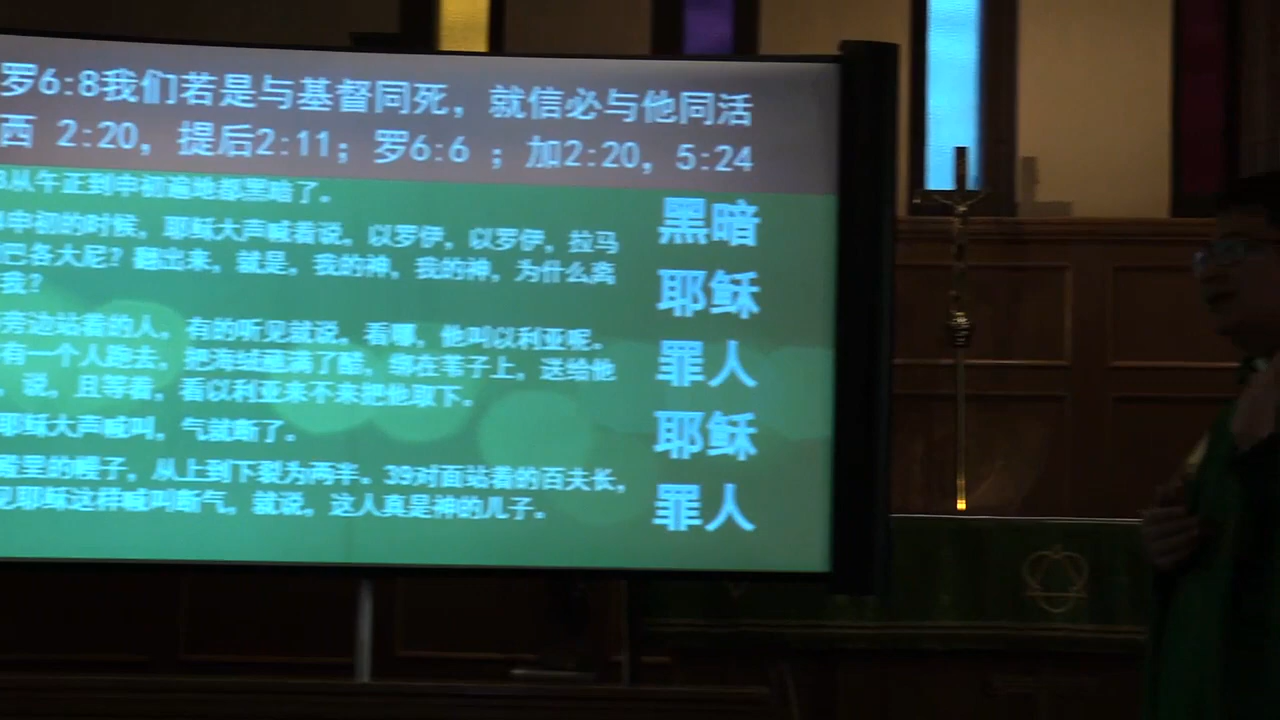 罗6:8我们若是与基督同死，就信必与他同活
西 2:20，提后2:11；罗6:6 ；加2:20，5:24
从午正到申初遍地都黑暗了。
申初的时候，耶稣大声喊着说，以罗伊，以罗伊，拉马
巴各大尼？翻出来，就是，我的神，我的神，为什么离
我？
旁边站着的人，有的听见就说，看哪，他叫以利亚呢。
有一个人跑去，把海绒蘸满了醋，绑在苇子上，送给他
，说，且等着，看以利亚来不来把他取下。
耶稣大声喊叫，气就断了。
里的幔子，从上到下裂为两半。39对面站着的百夫长，
见耶稣这样喊叫断气，就说，这人真是神的儿子。
黑暗
耶稣
罪人
耶稣
罪人